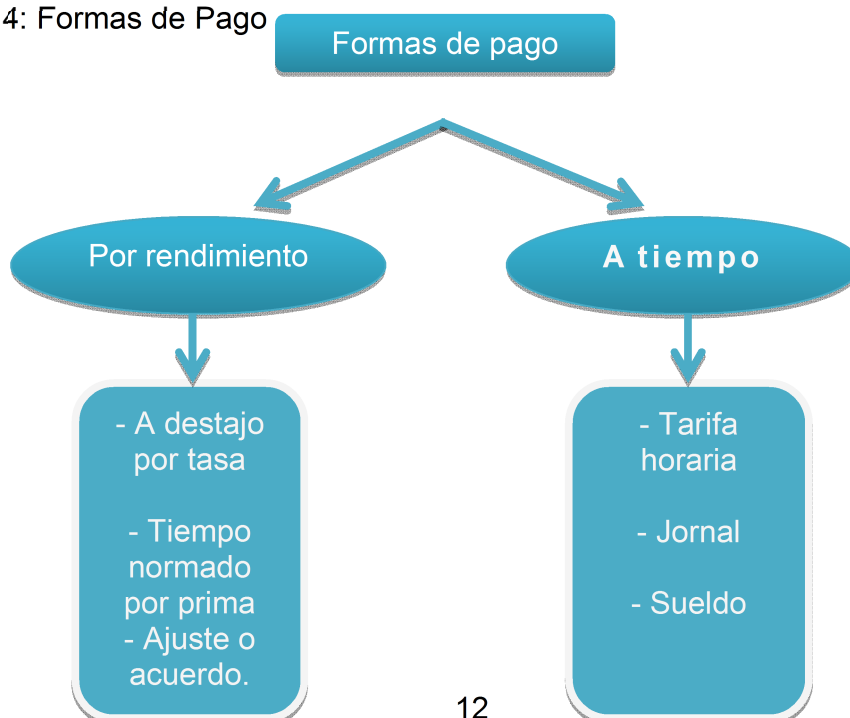 4: Formas de Pago
Formas de pago
Por rendimiento
A tiempo
- A destajo
por tasa
- Tiempo
normado
por prima
- Ajuste o
acuerdo.
- Tarifa
horaria
- Jornal
- Sueldo
12